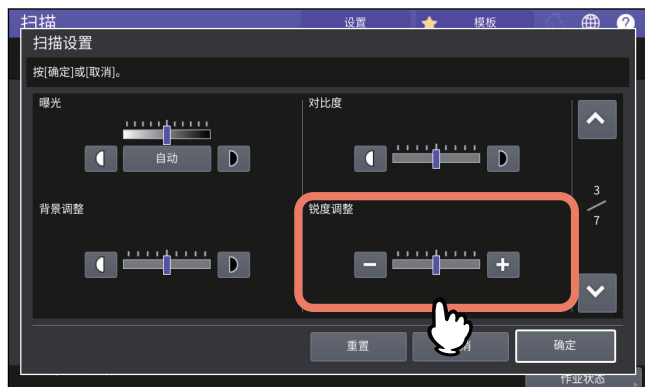 扫描
设置
模板
扫描设置
按[确定]或[取消]。
曝光
自动
对比度
背景调整
锐度调整
3
7
重置
确定
作业状态